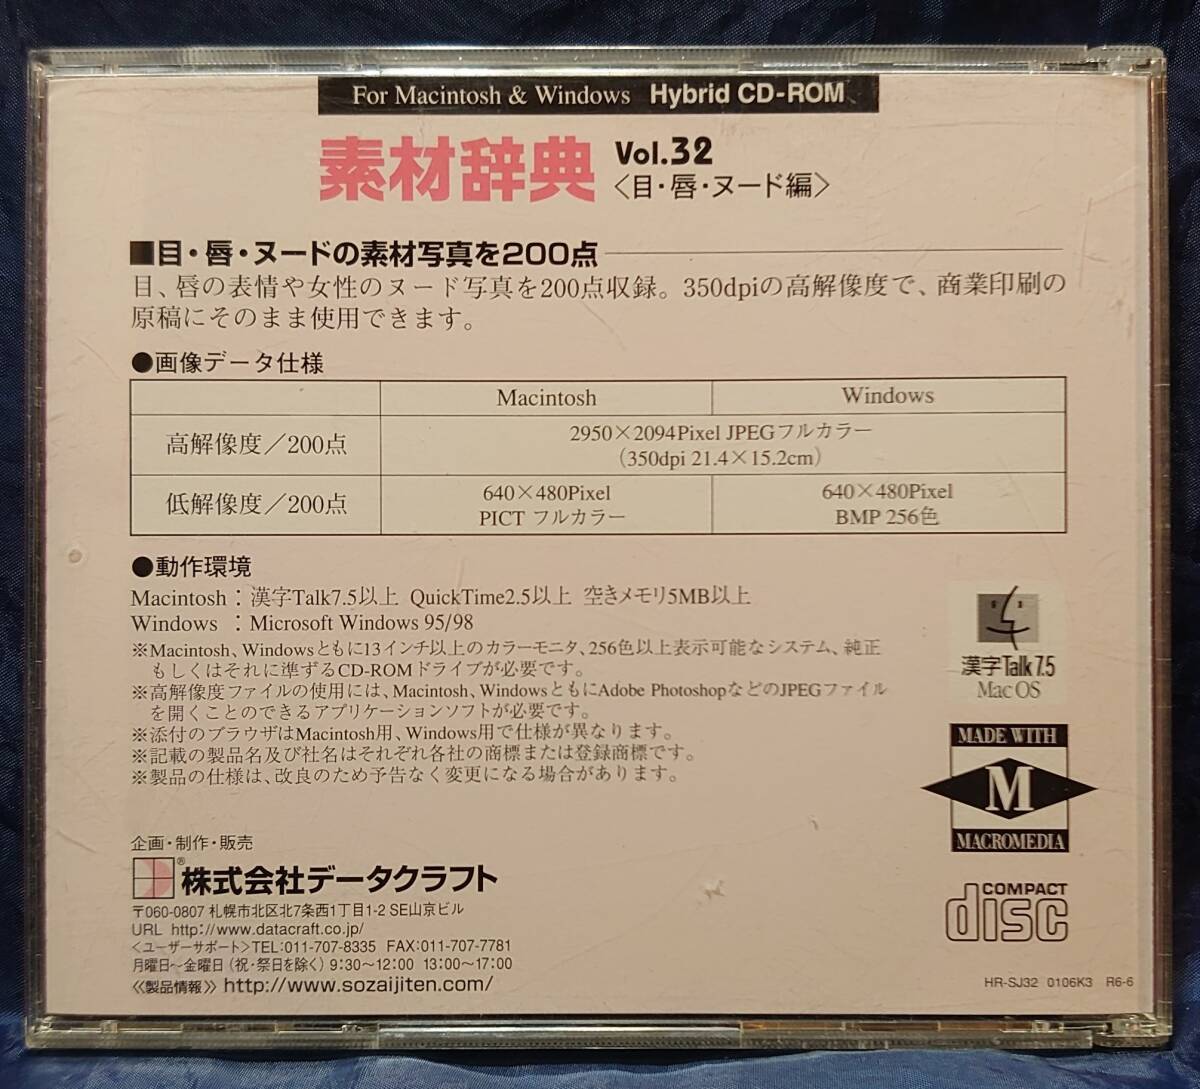 For Macintosh & Windows Hybrid CD-ROM
素材辞典 Vol.32
〈目・唇・ヌード編〉
■目・唇・ヌードの素材写真を200点
目、唇の表情や女性のヌード写真を200点収録。350dpiの高解像度で、商業印刷の
原稿にそのまま使用できます。
●画像データ仕様
Macintosh Windows
高解像度／200点 2950×2094Pixel JPEGフルカラー
（350dpi 21.4×15.2cm）
低解像度／200点 640×480Pixel 640×480Pixel
PICT フルカラー BMP 256色
●動作環境
Macintosh：漢字Talk7.5以上 QuickTime2.5以上 空きメモリ5MB以上
Windows ：Microsoft Windows 95/98
※Macintosh、Windowsともに13インチ以上のカラーモニタ、256色以上表示可能なシステム、純正
もしくはそれに準ずるCD-ROMドライブが必要です。
※高解像度ファイルの使用には、Macintosh、WindowsともにAdobe PhotoshopなどのJPEGファイル
を開くことのできるアプリケーションソフトが必要です。
※添付のブラウザはMacintosh用、Windows用で仕様が異なります。
※記載の製品名及び社名はそれぞれ各社の商標または登録商標です。
※製品の仕様は、改良のため予告なく変更になる場合があります。
漢字Talk 7.5
Mac OS
MADE WITH
M
MACROMEDIA
企画・制作・販売
® 株式会社データクラフト
〒060-0807 札幌市北区北7条西1丁目1-2 SE山京ビル
URL http://www.datacraft.co.jp/
〈ユーザーサポート〉TEL:011-707-8335 FAX:011-707-7781
月曜日〜金曜日（祝・祭日を除く）9:30〜12:00 13:00〜17:00
《製品情報》http://www.sozaijiten.com/
COMPACT
disc
HR-SJ32 0106K3 R6-6